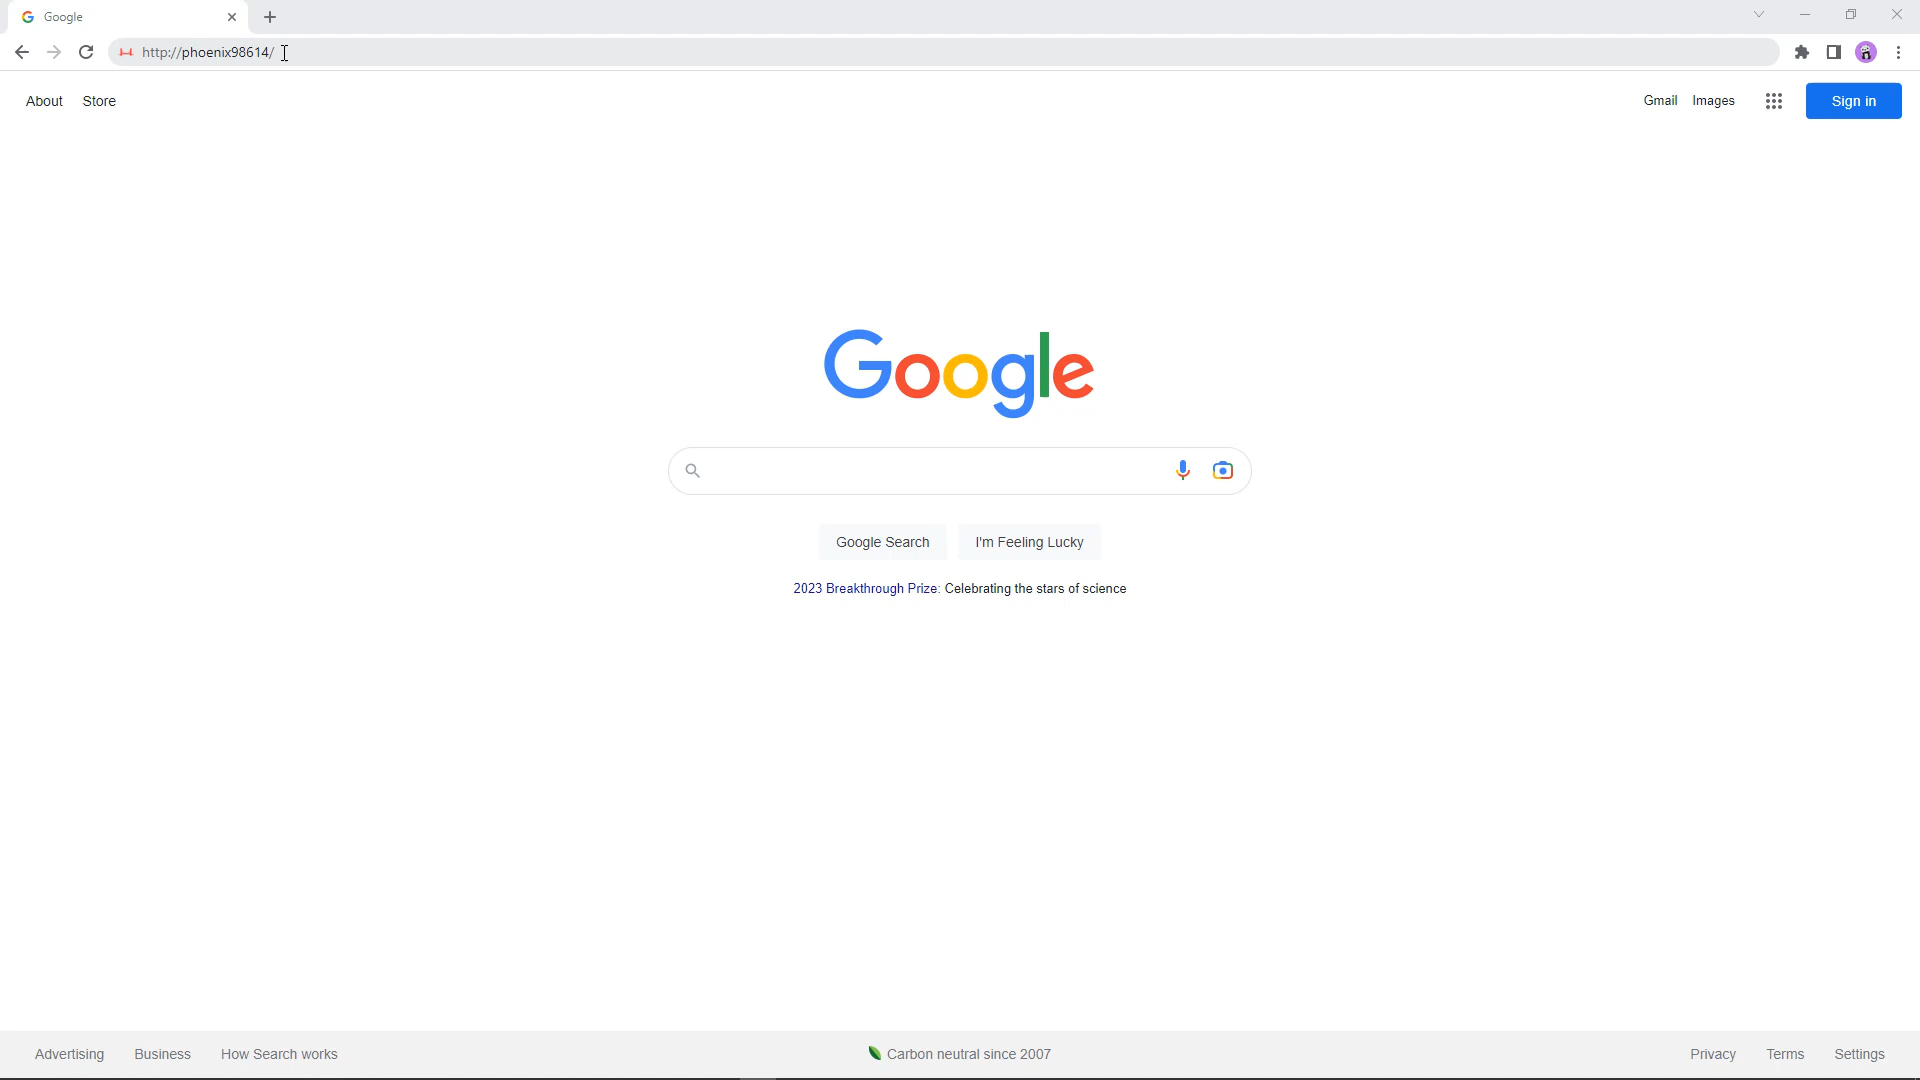 Google
http://phoenix98614/
About Store
Gmail Images Sign in
Google
Google Search I'm Feeling Lucky
2023 Breakthrough Prize: Celebrating the stars of science
Advertising Business How Search works Carbon neutral since 2007 Privacy Terms Settings